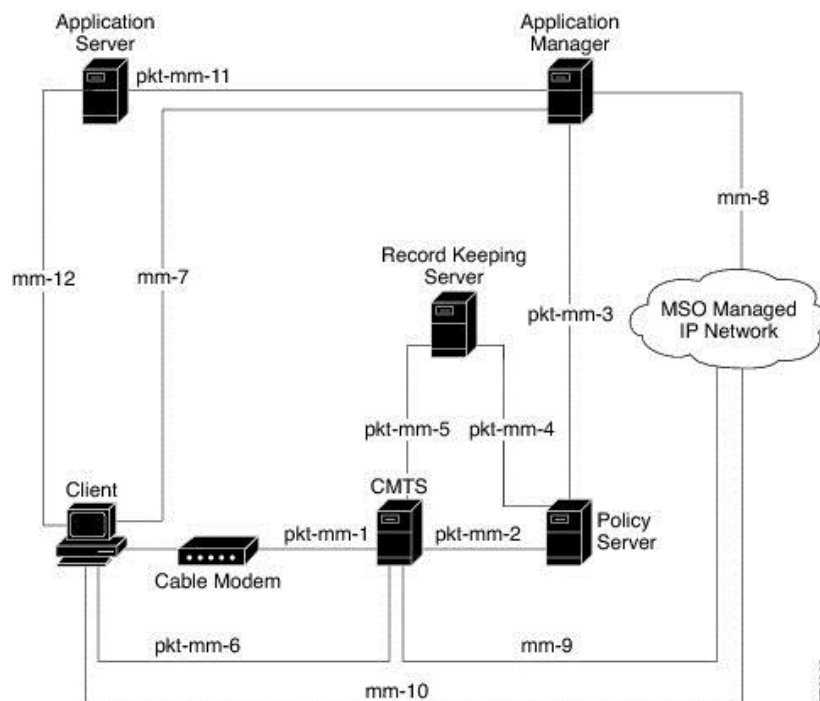 Application
Server
Application
Manager
pkt-mm-11
mm-8
mm-12
mm-7
Record Keeping
Server
pkt-mm-3
MSO Managed
IP Network
pkt-mm-5
pkt-mm-4
Client
CMTS
pkt-mm-1
pkt-mm-2
Policy
Server
Cable Modem
pkt-mm-6
mm-9
mm-10